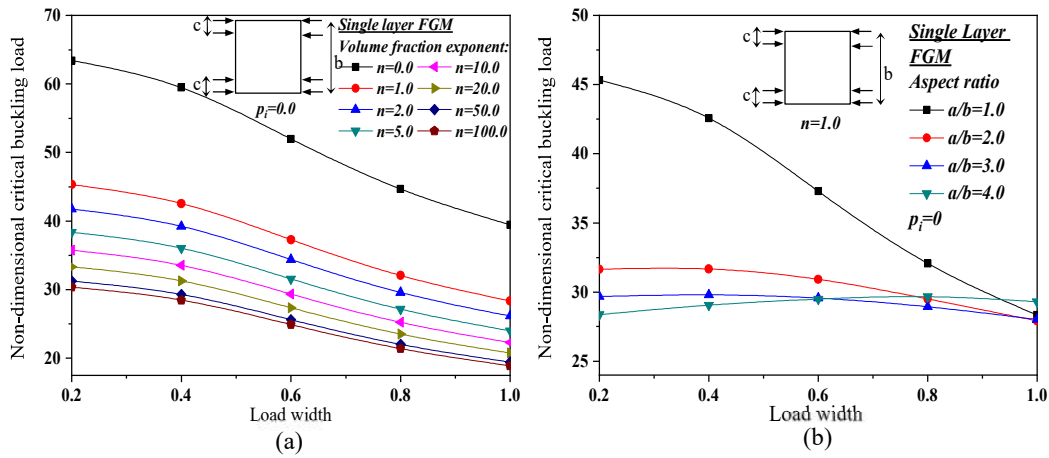 70
60
50
40
30
20
0.2 0.4 0.6 0.8 1.0
Non-dimensional critical buckling load
Load width
c
c
b
p_i=0.0
Single layer FGM
Volume fraction exponent:
n=0.0 n=10.0
n=1.0 n=20.0
n=2.0 n=50.0
n=5.0 n=100.0
(a)
50
45
40
35
30
25
0.2 0.4 0.6 0.8 1.0
Non-dimensional critical buckling load
Load width
c
c
b
n=1.0
Single Layer
FGM
Aspect ratio
a/b=1.0
a/b=2.0
a/b=3.0
a/b=4.0
p_i=0
(b)